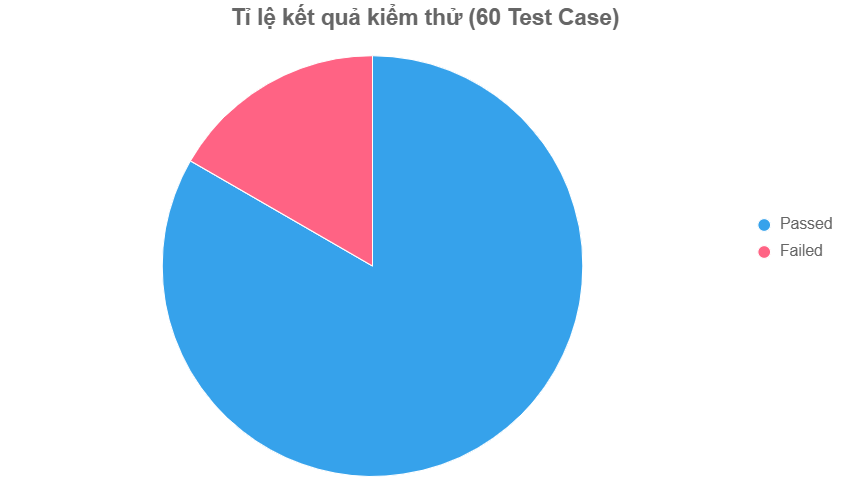 Tỉ lệ kết quả kiểm thử (60 Test Case)
Passed
Failed